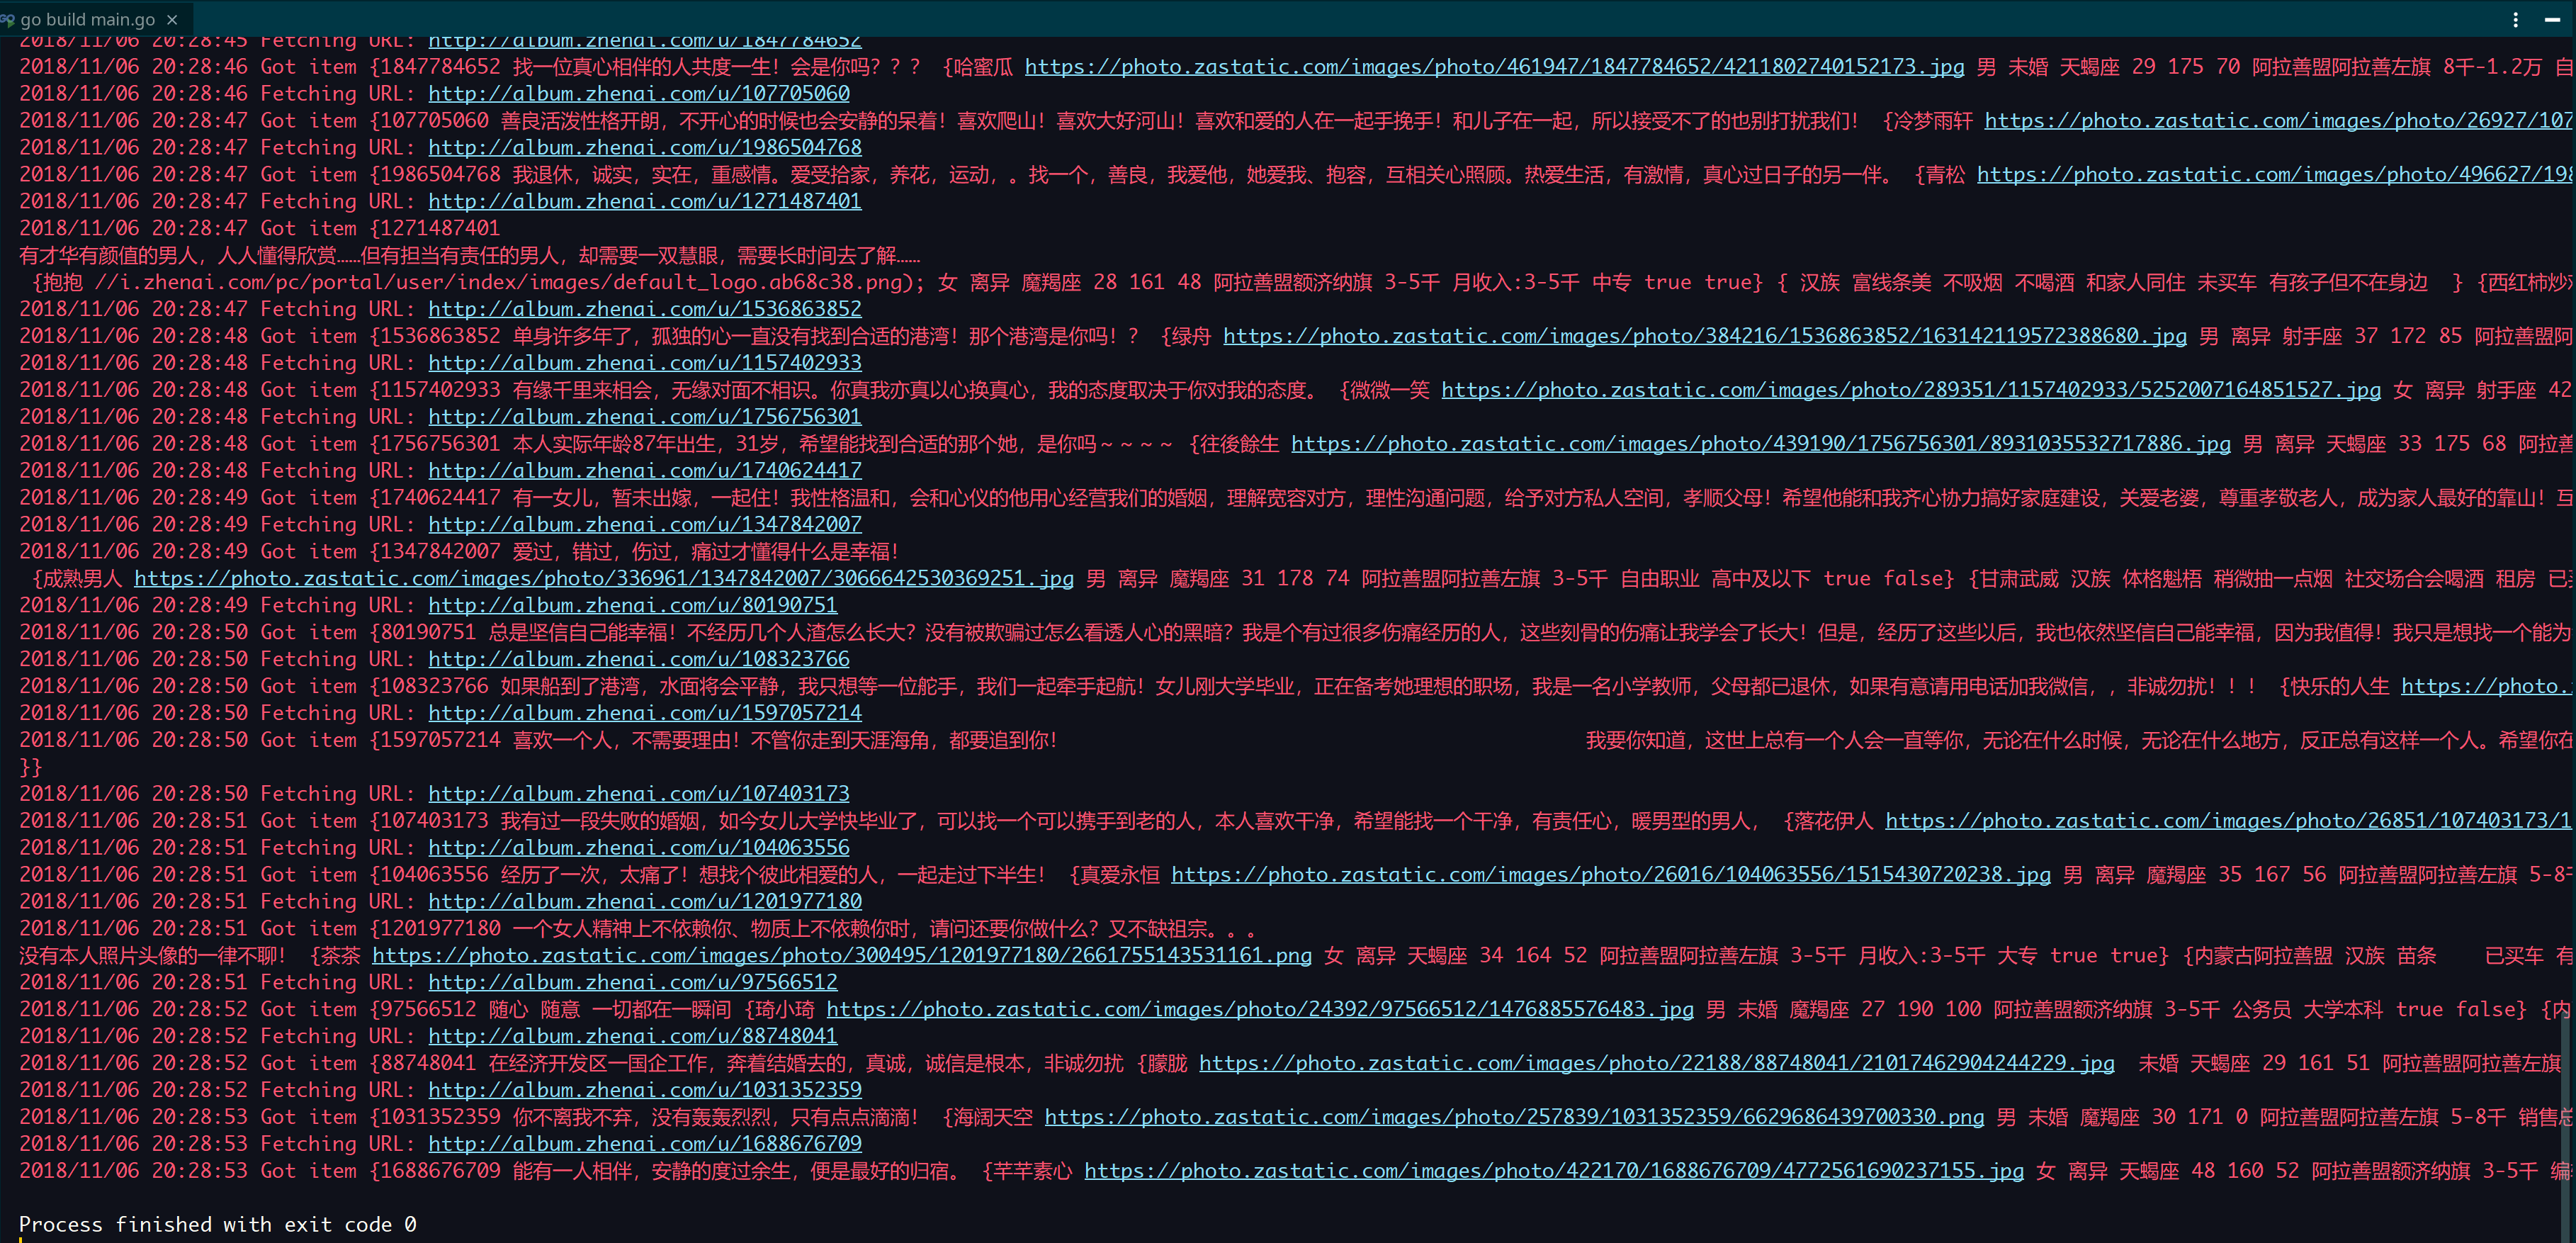 go build main.go
2018/11/06 20:28:45 Fetching URL: http://album.zhenai.com/u/1847784652
2018/11/06 20:28:46 Got item {1847784652 找一位真心相伴的人共度一生！会是你吗？？？ {哈蜜瓜 https://photo.zastatic.com/images/photo/461947/1847784652/4211802740152173.jpg 男 未婚 天蝎座 29 175 70 阿拉善盟阿拉善左旗 8千-1.2万 自
2018/11/06 20:28:46 Fetching URL: http://album.zhenai.com/u/107705060
2018/11/06 20:28:47 Got item {107705060 善良活泼性格开朗，不开心的时候也会安静的呆着！喜欢爬山！喜欢大好河山！喜欢和爱的人在一起手挽手！和儿子在一起，所以接受不了的也别打扰我们！ {冷梦雨轩 https://photo.zastatic.com/images/photo/26927/107
2018/11/06 20:28:47 Fetching URL: http://album.zhenai.com/u/1986504768
2018/11/06 20:28:47 Got item {1986504768 我退休，诚实，实在，重感情。爱受拾家，养花，运动，。找一个，善良，我爱他，她爱我、抱容，互相关心照顾。热爱生活，有激情，真心过日子的另一伴。 {青松 https://photo.zastatic.com/images/photo/496627/198
2018/11/06 20:28:47 Fetching URL: http://album.zhenai.com/u/1271487401
2018/11/06 20:28:47 Got item {1271487401
有才华有颜值的男人，人人懂得欣赏……但有担当有责任的男人，却需要一双慧眼，需要长时间去了解……
{抱抱 //i.zhenai.com/pc/portal/user/index/images/default_logo.ab68c38.png); 女 离异 魔羯座 28 161 48 阿拉善盟额济纳旗 3-5千 月收入:3-5千 中专 true true} { 汉族 富线条美 不吸烟 不喝酒 和家人同住 未买车 有孩子但不在身边 } {西红柿炒
2018/11/06 20:28:47 Fetching URL: http://album.zhenai.com/u/1536863852
2018/11/06 20:28:48 Got item {1536863852 单身许多年了，孤独的心一直没有找到合适的港湾！那个港湾是你吗！？ {绿舟 https://photo.zastatic.com/images/photo/384216/1536863852/163142119572388680.jpg 男 离异 射手座 37 172 85 阿拉善盟阿
2018/11/06 20:28:48 Fetching URL: http://album.zhenai.com/u/1157402933
2018/11/06 20:28:48 Got item {1157402933 有缘千里来相会，无缘对面不相识。你真我亦真以心换真心，我的态度取决于你对我的态度。 {微微一笑 https://photo.zastatic.com/images/photo/289351/1157402933/5252007164851527.jpg 女 离异 射手座 42
2018/11/06 20:28:48 Fetching URL: http://album.zhenai.com/u/1756756301
2018/11/06 20:28:48 Got item {1756756301 本人实际年龄87年出生，31岁，希望能找到合适的那个她，是你吗～～～～ {往後餘生 https://photo.zastatic.com/images/photo/439190/1756756301/8931035532717886.jpg 男 离异 天蝎座 33 175 68 阿拉善
2018/11/06 20:28:48 Fetching URL: http://album.zhenai.com/u/1740624417
2018/11/06 20:28:49 Got item {1740624417 有一女儿，暂未出嫁，一起住！我性格温和，会和心仪的他用心经营我们的婚姻，理解宽容对方，理性沟通问题，给予对方私人空间，孝顺父母！希望他能和我齐心协力搞好家庭建设，关爱老婆，尊重孝敬老人，成为家人最好的靠山！互
2018/11/06 20:28:49 Fetching URL: http://album.zhenai.com/u/1347842007
2018/11/06 20:28:49 Got item {1347842007 爱过，错过，伤过，痛过才懂得什么是幸福！
{成熟男人 https://photo.zastatic.com/images/photo/336961/1347842007/3066642530369251.jpg 男 离异 魔羯座 31 178 74 阿拉善盟阿拉善左旗 3-5千 自由职业 高中及以下 true false} {甘肃武威 汉族 体格魁梧 稍微抽一点烟 社交场合会喝酒 租房 已
2018/11/06 20:28:49 Fetching URL: http://album.zhenai.com/u/80190751
2018/11/06 20:28:50 Got item {80190751 总是坚信自己能幸福！不经历几个人渣怎么长大？没有被欺骗过怎么看透人心的黑暗？我是个有过很多伤痛经历的人，这些刻骨的伤痛让我学会了长大！但是，经历了这些以后，我也依然坚信自己能幸福，因为我值得！我只是想找一个能为
2018/11/06 20:28:50 Fetching URL: http://album.zhenai.com/u/108323766
2018/11/06 20:28:50 Got item {108323766 如果船到了港湾，水面将会平静，我只想等一位舵手，我们一起牵手起航！女儿刚大学毕业，正在备考她理想的职场，我是一名小学教师，父母都已退休，如果有意请用电话加我微信，，非诚勿扰！！！ {快乐的人生 https://photo.
2018/11/06 20:28:50 Fetching URL: http://album.zhenai.com/u/1597057214
2018/11/06 20:28:50 Got item {1597057214 喜欢一个人，不需要理由！不管你走到天涯海角，都要追到你！ 我要你知道，这世上总有一个人会一直等你，无论在什么时候，无论在什么地方，反正总有这样一个人。希望你在
}}
2018/11/06 20:28:50 Fetching URL: http://album.zhenai.com/u/107403173
2018/11/06 20:28:51 Got item {107403173 我有过一段失败的婚姻，如今女儿大学快毕业了，可以找一个可以携手到老的人，本人喜欢干净，希望能找一个干净，有责任心，暖男型的男人， {落花伊人 https://photo.zastatic.com/images/photo/26851/107403173/1
2018/11/06 20:28:51 Fetching URL: http://album.zhenai.com/u/104063556
2018/11/06 20:28:51 Got item {104063556 经历了一次，太痛了！想找个彼此相爱的人，一起走过下半生！ {真爱永恒 https://photo.zastatic.com/images/photo/26016/104063556/1515430720238.jpg 男 离异 魔羯座 35 167 56 阿拉善盟阿拉善左旗 5-8千
2018/11/06 20:28:51 Fetching URL: http://album.zhenai.com/u/1201977180
2018/11/06 20:28:51 Got item {1201977180 一个女人精神上不依赖你、物质上不依赖你时，请问还要你做什么？又不缺祖宗。。。
没有本人照片头像的一律不聊！ {茶茶 https://photo.zastatic.com/images/photo/300495/1201977180/2661755143531161.png 女 离异 天蝎座 34 164 52 阿拉善盟阿拉善左旗 3-5千 月收入:3-5千 大专 true true} {内蒙古阿拉善盟 汉族 苗条 已买车 有
2018/11/06 20:28:51 Fetching URL: http://album.zhenai.com/u/97566512
2018/11/06 20:28:52 Got item {97566512 随心 随意 一切都在一瞬间 {琦小琦 https://photo.zastatic.com/images/photo/24392/97566512/1476885576483.jpg 男 未婚 魔羯座 27 190 100 阿拉善盟额济纳旗 3-5千 公务员 大学本科 true false} {内
2018/11/06 20:28:52 Fetching URL: http://album.zhenai.com/u/88748041
2018/11/06 20:28:52 Got item {88748041 在经济开发区一国企工作，奔着结婚去的，真诚，诚信是根本，非诚勿扰 {朦胧 https://photo.zastatic.com/images/photo/22188/88748041/21017462904244229.jpg 未婚 天蝎座 29 161 51 阿拉善盟阿拉善左旗
2018/11/06 20:28:52 Fetching URL: http://album.zhenai.com/u/1031352359
2018/11/06 20:28:53 Got item {1031352359 你不离我不弃，没有轰轰烈烈，只有点点滴滴！ {海阔天空 https://photo.zastatic.com/images/photo/257839/1031352359/6629686439700330.png 男 未婚 魔羯座 30 171 0 阿拉善盟阿拉善左旗 5-8千 销售总
2018/11/06 20:28:53 Fetching URL: http://album.zhenai.com/u/1688676709
2018/11/06 20:28:53 Got item {1688676709 能有一人相伴，安静的度过余生，便是最好的归宿。 {芊芊素心 https://photo.zastatic.com/images/photo/422170/1688676709/4772561690237155.jpg 女 离异 天蝎座 48 160 52 阿拉善盟额济纳旗 3-5千 编
Process finished with exit code 0